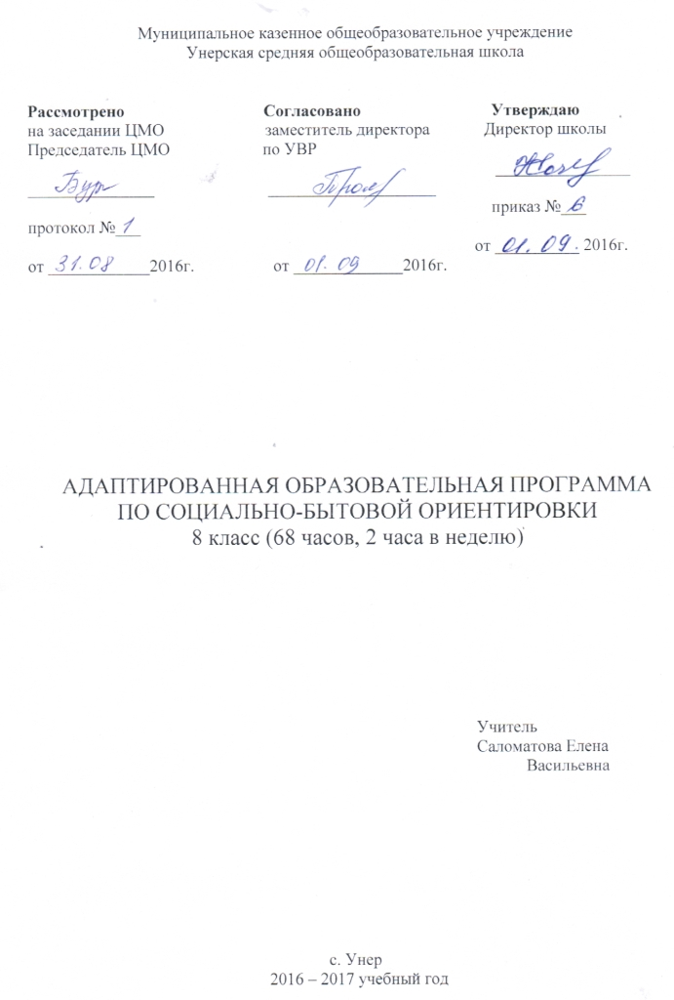 Муниципальное казенное общеобразовательное учреждение
Унерская средняя общеобразовательная школа
Рассмотрено
на заседании ЦМО
Председатель ЦМО
протокол № 1
от 31.08 2016г.
Согласовано
заместитель директора
по УВР
от 01.09 2016г.
Утверждаю
Директор школы
приказ № 6
от 01.09. 2016г.
АДАПТИРОВАННАЯ ОБРАЗОВАТЕЛЬНАЯ ПРОГРАММА
ПО СОЦИАЛЬНО-БЫТОВОЙ ОРИЕНТИРОВКИ
8 класс (68 часов, 2 часа в неделю)
Учитель
Саломатова Елена
Васильевна
с. Унер
2016 – 2017 учебный год